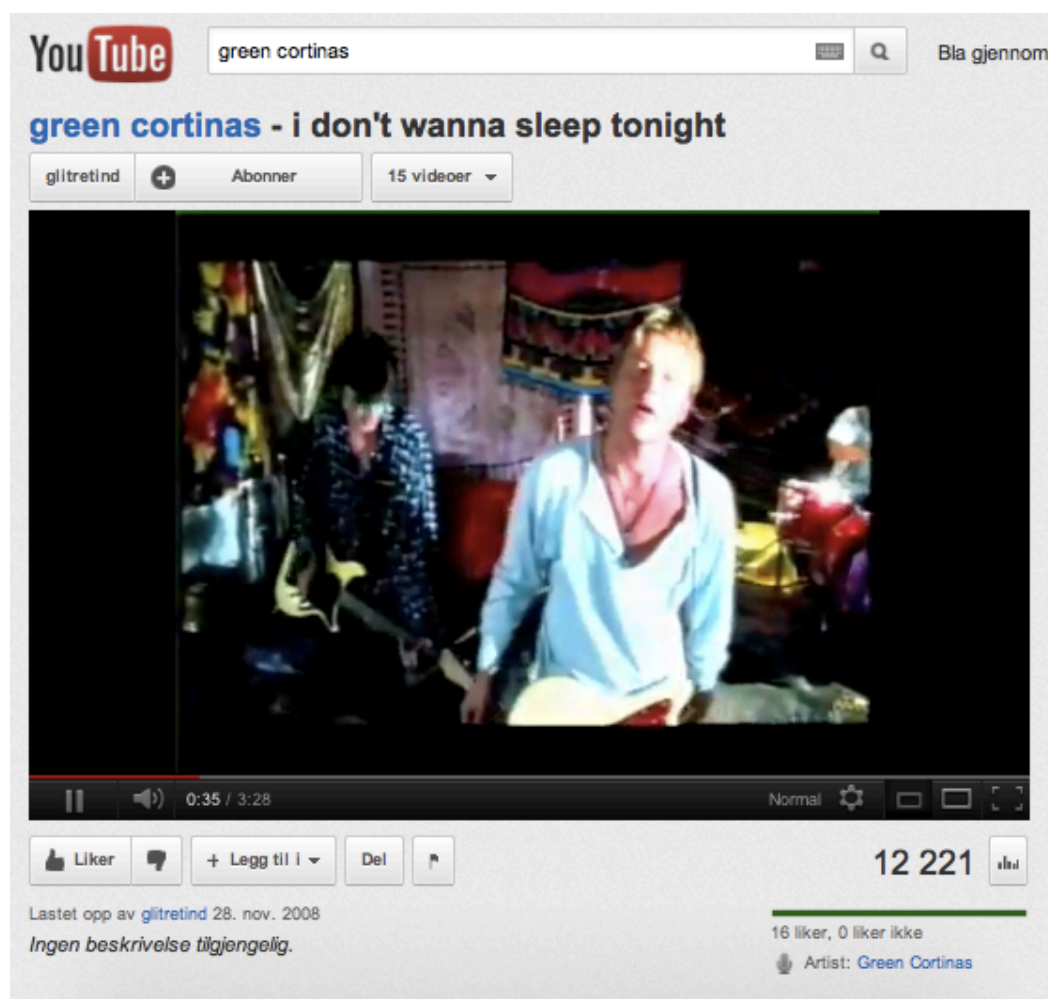 YouTube green cortinas Bla gjennom
green cortinas - i don't wanna sleep tonight
glitretind Abonner 15 videoer
0:35 / 3:28 Normal
Liker + Legg til i Del 12 221
Lastet opp av glitretind 28. nov. 2008
Ingen beskrivelse tilgjengelig.
16 liker, 0 liker ikke
Artist: Green Cortinas